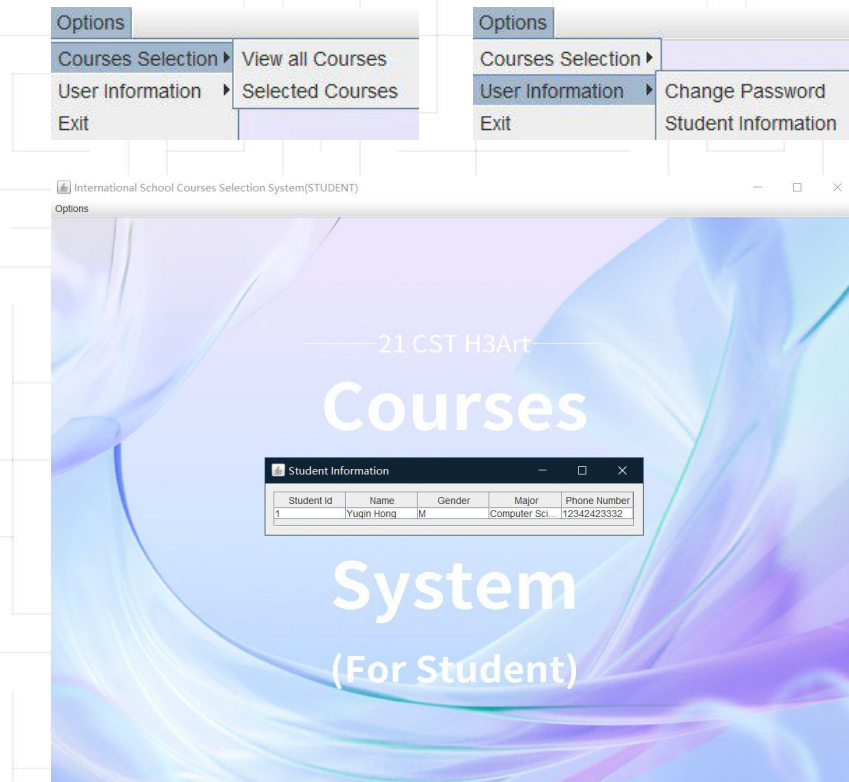 Options
Courses Selection
View all Courses
User Information
Selected Courses
Exit
Options
Courses Selection
User Information
Change Password
Exit
Student Information
International School Courses Selection System(STUDENT)
Options
21 CST H3Art
Courses
Student Information
Student Id Name Gender Major Phone Number
1 Yuqin Hong M Computer Sci... 12342423332
System
(For Student)